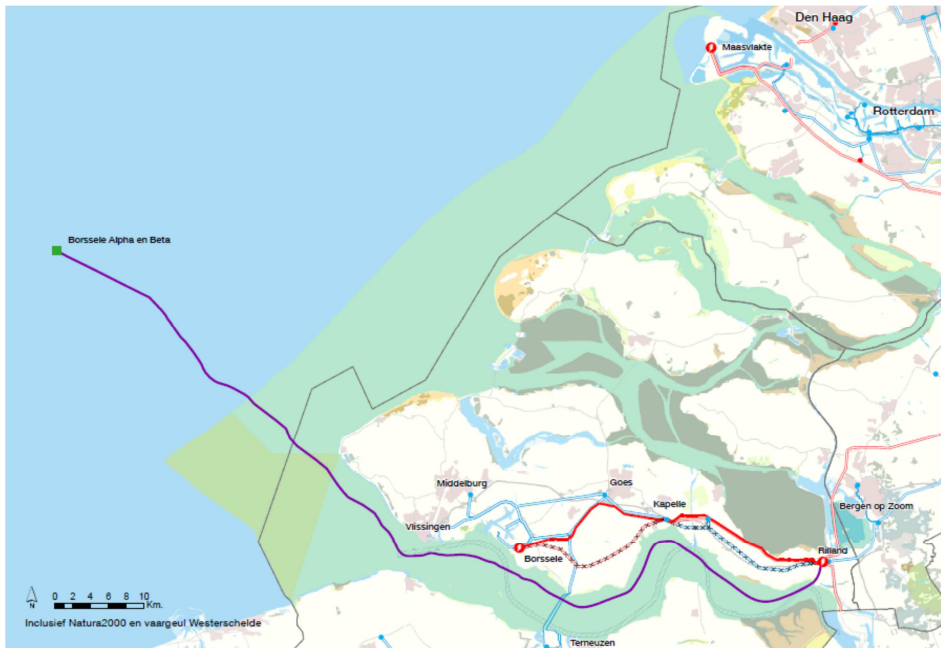 Den Haag
Maasvlakte
Rotterdam
Borssele Alpha en Beta
Middelburg
Goes
Kapelle
Bergen op Zoom
Vlissingen
Borssele
Rilland
N
0 2 4 6 8 10
Km.
Inclusief Natura2000 en vaargeul Westerschelde
Terneuzen